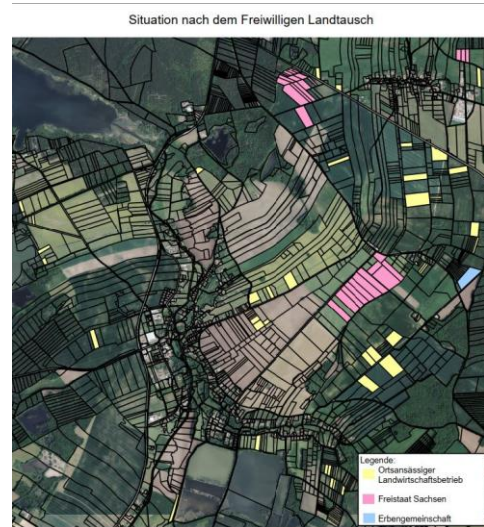 Situation nach dem Freiwilligen Landtausch
Legende:
Ortsansässiger
Landwirtschaftsbetrieb
Freistaat Sachsen
Erbengemeinschaft